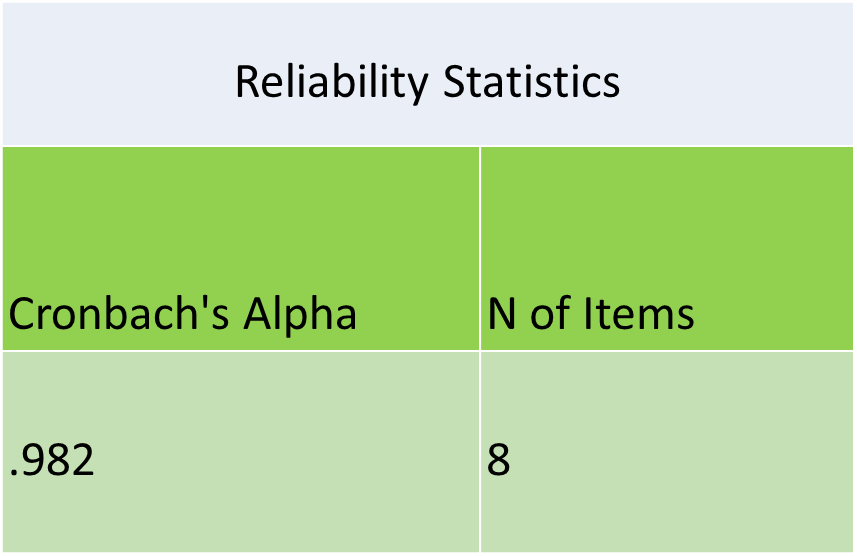 Reliability Statistics
Cronbach's Alpha
N of Items
.982
8